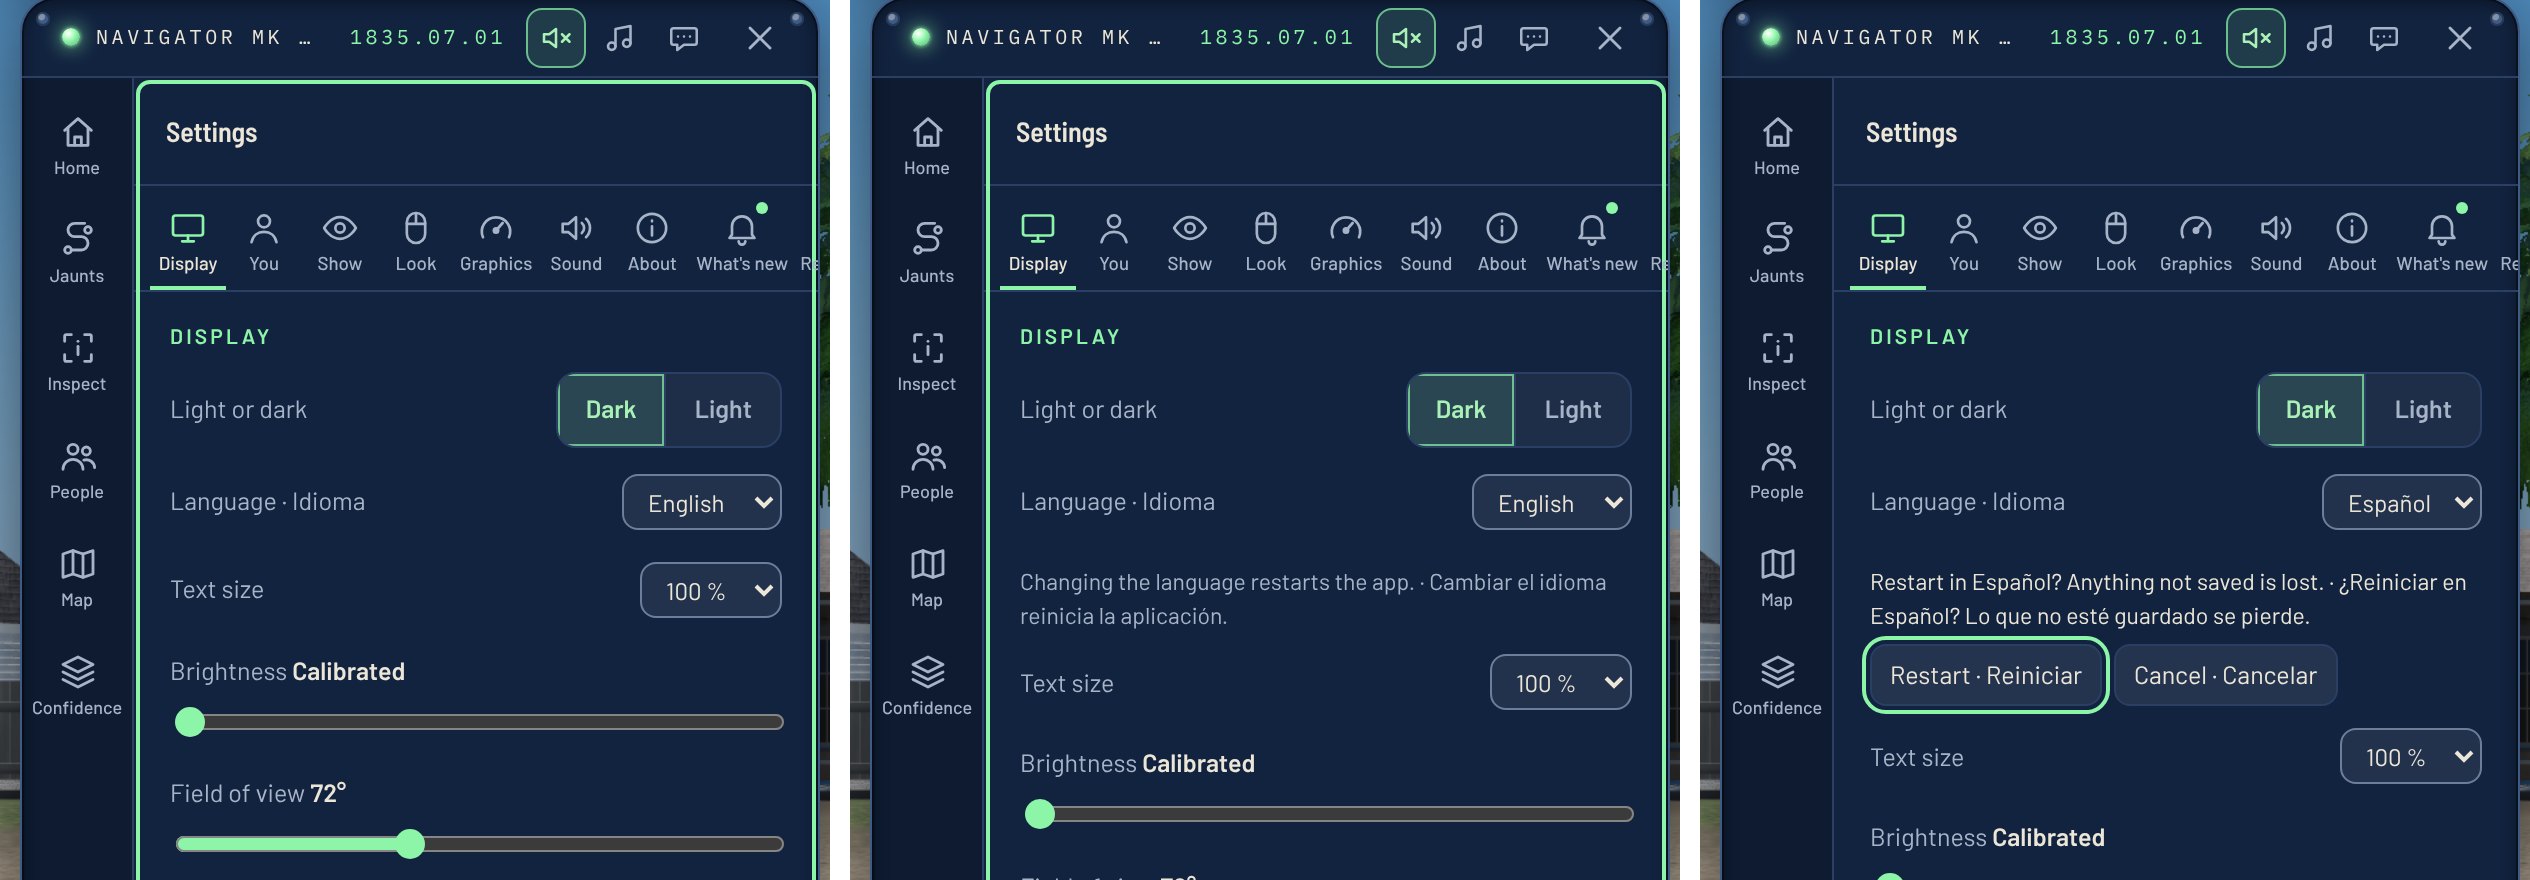 NAVIGATOR MK … 1835.07.01
Settings
Home
Jaunts
Inspect
People
Map
Confidence
Display You Show Look Graphics Sound About What's new
DISPLAY
Light or dark Dark Light
Language · Idioma English
Text size 100 %
Brightness Calibrated
Field of view 72°
NAVIGATOR MK … 1835.07.01
Settings
Home
Jaunts
Inspect
People
Map
Confidence
Display You Show Look Graphics Sound About What's new
DISPLAY
Light or dark Dark Light
Language · Idioma English
Changing the language restarts the app. · Cambiar el idioma
reinicia la aplicación.
Text size 100 %
Brightness Calibrated
NAVIGATOR MK … 1835.07.01
Settings
Home
Jaunts
Inspect
People
Map
Confidence
Display You Show Look Graphics Sound About What's new
DISPLAY
Light or dark Dark Light
Language · Idioma Español
Restart in Español? Anything not saved is lost. · ¿Reiniciar en
Español? Lo que no esté guardado se pierde.
Restart · Reiniciar Cancel · Cancelar
Text size 100 %
Brightness Calibrated